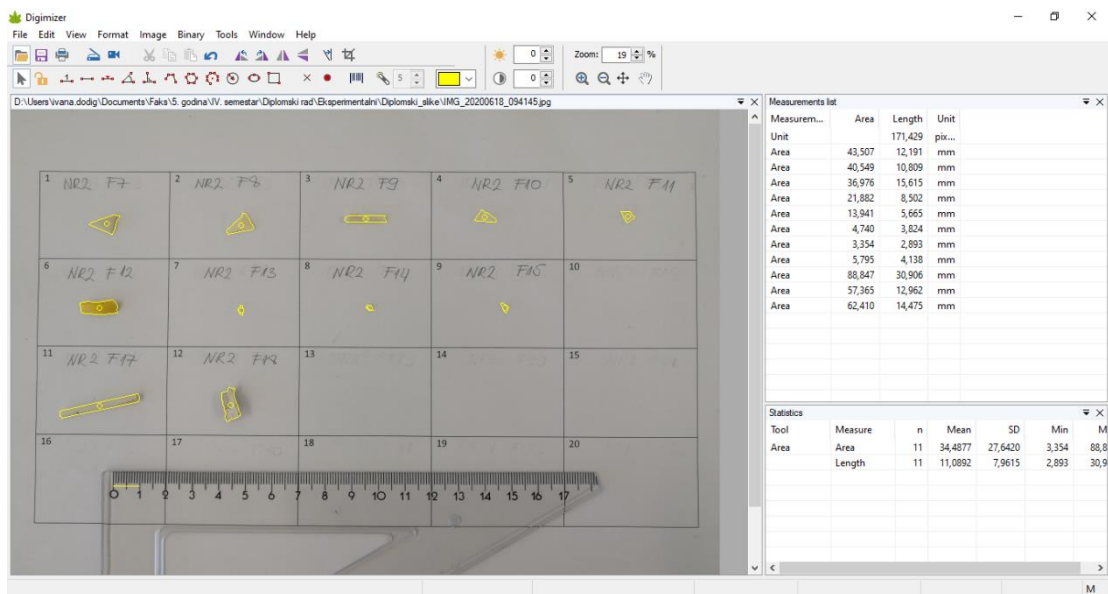 Digimizer
File Edit View Format Image Binary Tools Window Help
0 Zoom: 19 %
5 0
D:\Users\ivana.dodig\Documents\Faks\5. godina\IV. semestar\Diplomski rad\Eksperimentalni\Diplomski_slike\IMG_20200618_094145.jpg
1 NR2 F7 2 NR2 F8 3 NR2 F9 4 NR2 F10 5 NR2 F11
6 NR2 F12 7 NR2 F13 8 NR2 F14 9 NR2 F15 10
11 NR2 F17 12 NR2 F18 13 14 15
16 17 18 19 20
0 1 2 3 4 5 6 7 8 9 10 11 12 13 14 15 16 17
Measurements list
Measurem... Area Length Unit
Unit 171,429 pix...
Area 43,507 12,191 mm
Area 40,549 10,809 mm
Area 36,976 15,615 mm
Area 21,882 8,502 mm
Area 13,941 5,665 mm
Area 4,740 3,824 mm
Area 3,354 2,893 mm
Area 5,795 4,138 mm
Area 88,847 30,906 mm
Area 57,365 12,962 mm
Area 62,410 14,475 mm
Statistics
Tool Measure n Mean SD Min M
Area Area 11 34,4877 27,6420 3,354 88,8
Length 11 11,0892 7,9615 2,893 30,9
M